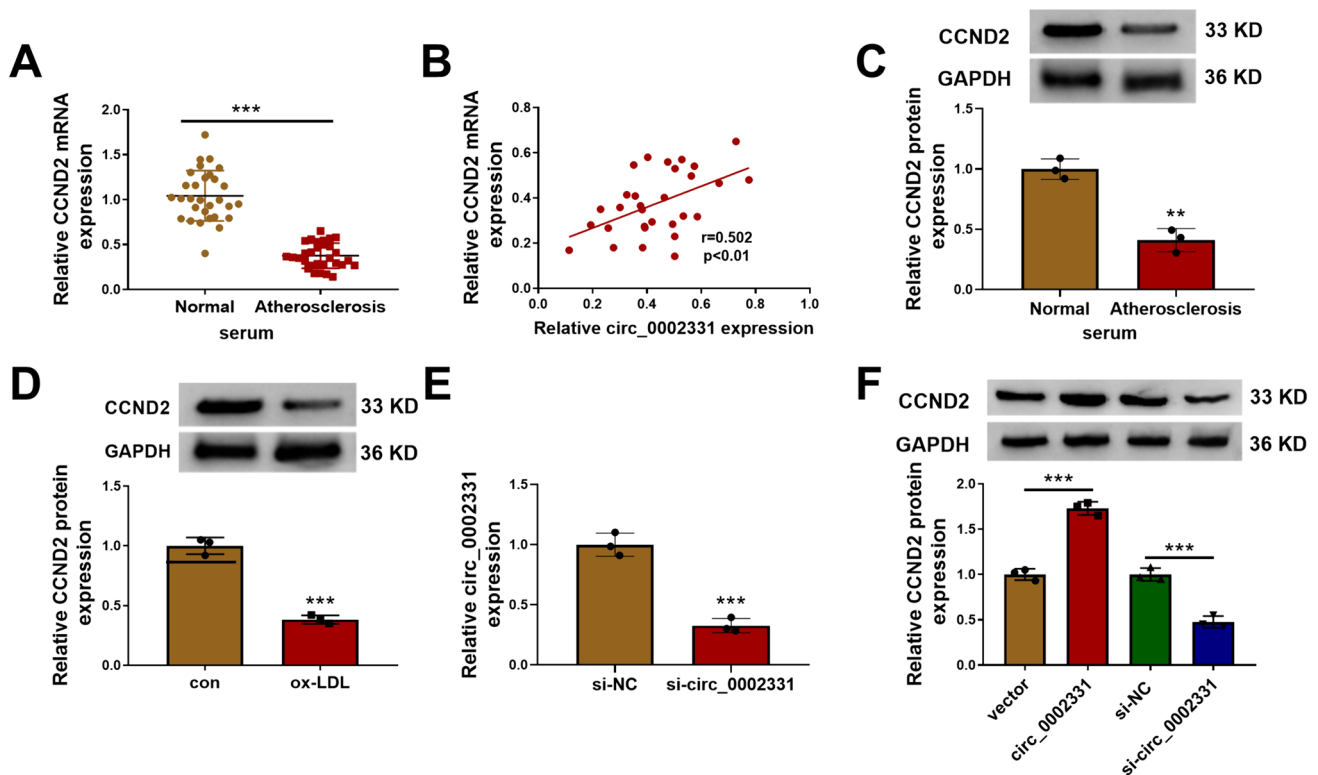 A
Relative CCND2 mRNA
expression
2.0
1.5
1.0
0.5
0.0
***
Normal
Atherosclerosis
serum
B
Relative CCND2 mRNA
expression
0.8
0.6
0.4
0.2
0.0
r=0.502
p<0.01
0.0
0.2
0.4
0.6
0.8
1.0
Relative circ_0002331 expression
C
CCND2
33 KD
GAPDH
36 KD
Relative CCND2 protein
expression
1.5
1.0
0.5
0.0
**
Normal
Atherosclerosis
serum
D
CCND2
33 KD
GAPDH
36 KD
Relative CCND2 protein
expression
1.5
1.0
0.5
0.0
***
con
ox-LDL
E
Relative circ_0002331
expression
1.5
1.0
0.5
0.0
***
si-NC
si-circ_0002331
F
CCND2
33 KD
GAPDH
36 KD
Relative CCND2 protein
expression
2.0
1.5
1.0
0.5
0.0
***
***
vector
circ_0002331
si-NC
si-circ_0002331